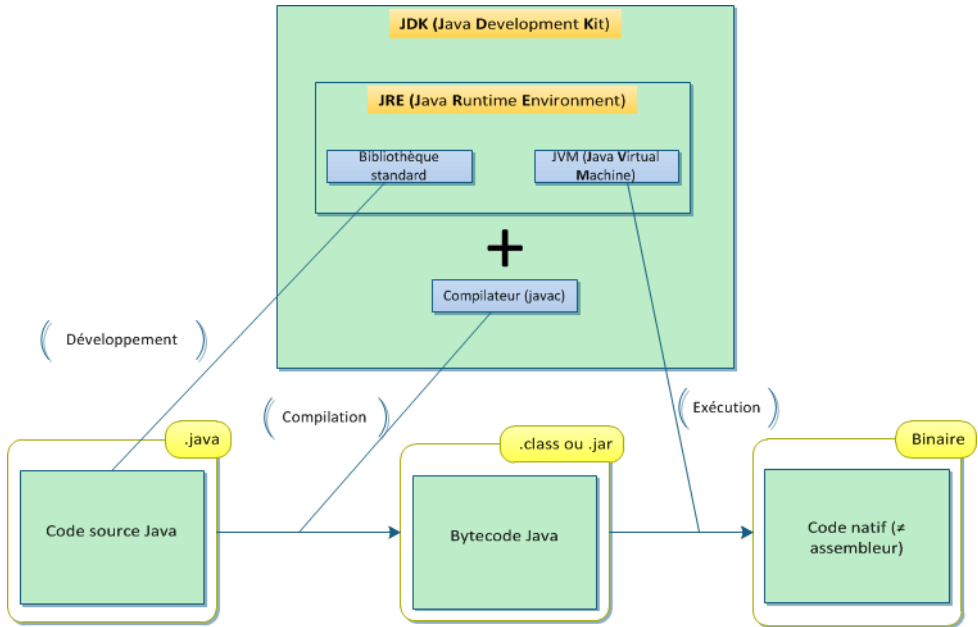 JDK (Java Development Kit)
JRE (Java Runtime Environment)
Bibliothèque
standard
JVM (Java Virtual
Machine)
+
Compilateur (javac)
Développement
Compilation
Exécution
.java
.class ou .jar
Binaire
Code source Java
Bytecode Java
Code natif (≠
assembleur)